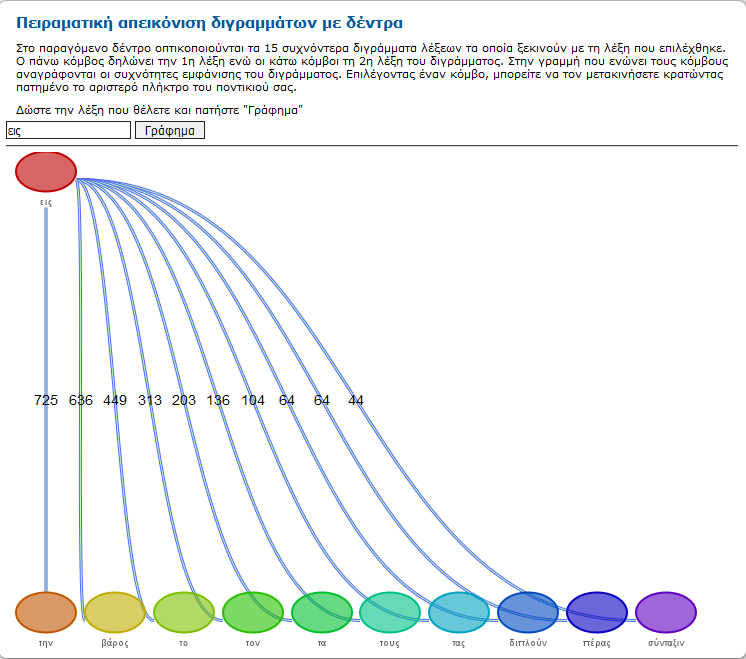 Πειραματική απεικόνιση διγραμμάτων με δέντρα
Στο παραγόμενο δέντρο οπτικοποιούνται τα 15 συχνότερα διγράμματα λέξεων τα οποία ξεκινούν με τη λέξη που επιλέχθηκε.
Ο πάνω κόμβος δηλώνει την 1η λέξη ενώ οι κάτω κόμβοι τη 2η λέξη του διγράμματος. Στην γραμμή που ενώνει τους κόμβους
αναγράφονται οι συχνότητες εμφάνισης του διγράμματος. Επιλέγοντας έναν κόμβο, μπορείτε να τον μετακινήσετε κρατώντας
πατημένο το αριστερό πλήκτρο του ποντικιού σας.
Δώστε την λέξη που θέλετε και πατήστε "Γράφημα"
εις Γράφημα
εις
725 636 449 313 203 136 104 64 64 44
την βάρος το τον τα τους τας διπλούν πέρας σύνταξιν